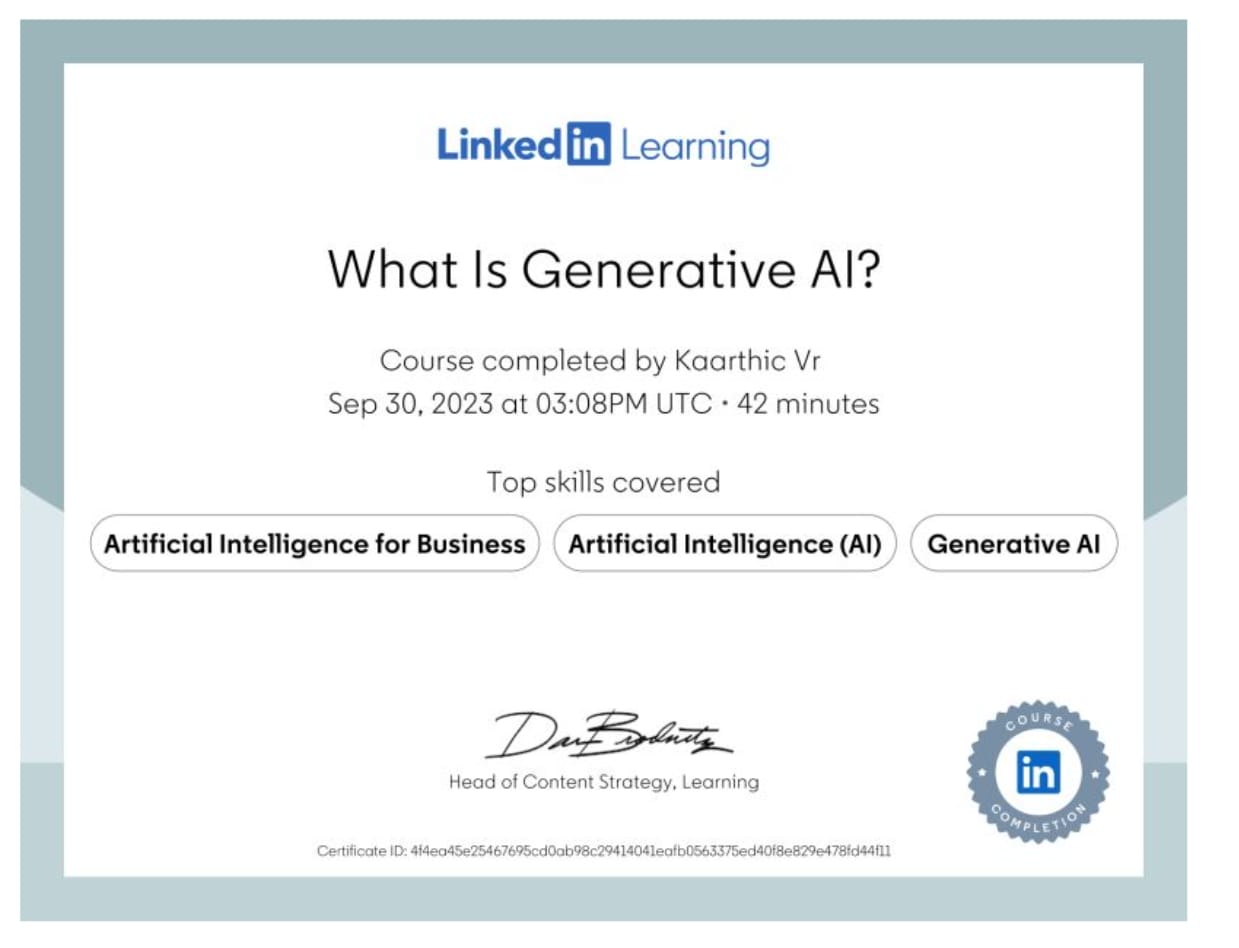 Linked in Learning
What Is Generative AI?
Course completed by Kaarthic Vr
Sep 30, 2023 at 03:08PM UTC • 42 minutes
Top skills covered
Artificial Intelligence for Business
Artificial Intelligence (AI)
Generative AI
Dan Brodnitz
Head of Content Strategy, Learning
COURSE
in
COMPLETION
Certificate ID: 4f4ea45e25467695cd0ab98c29414041eafb0563375ed40f8e829e478fd44f11